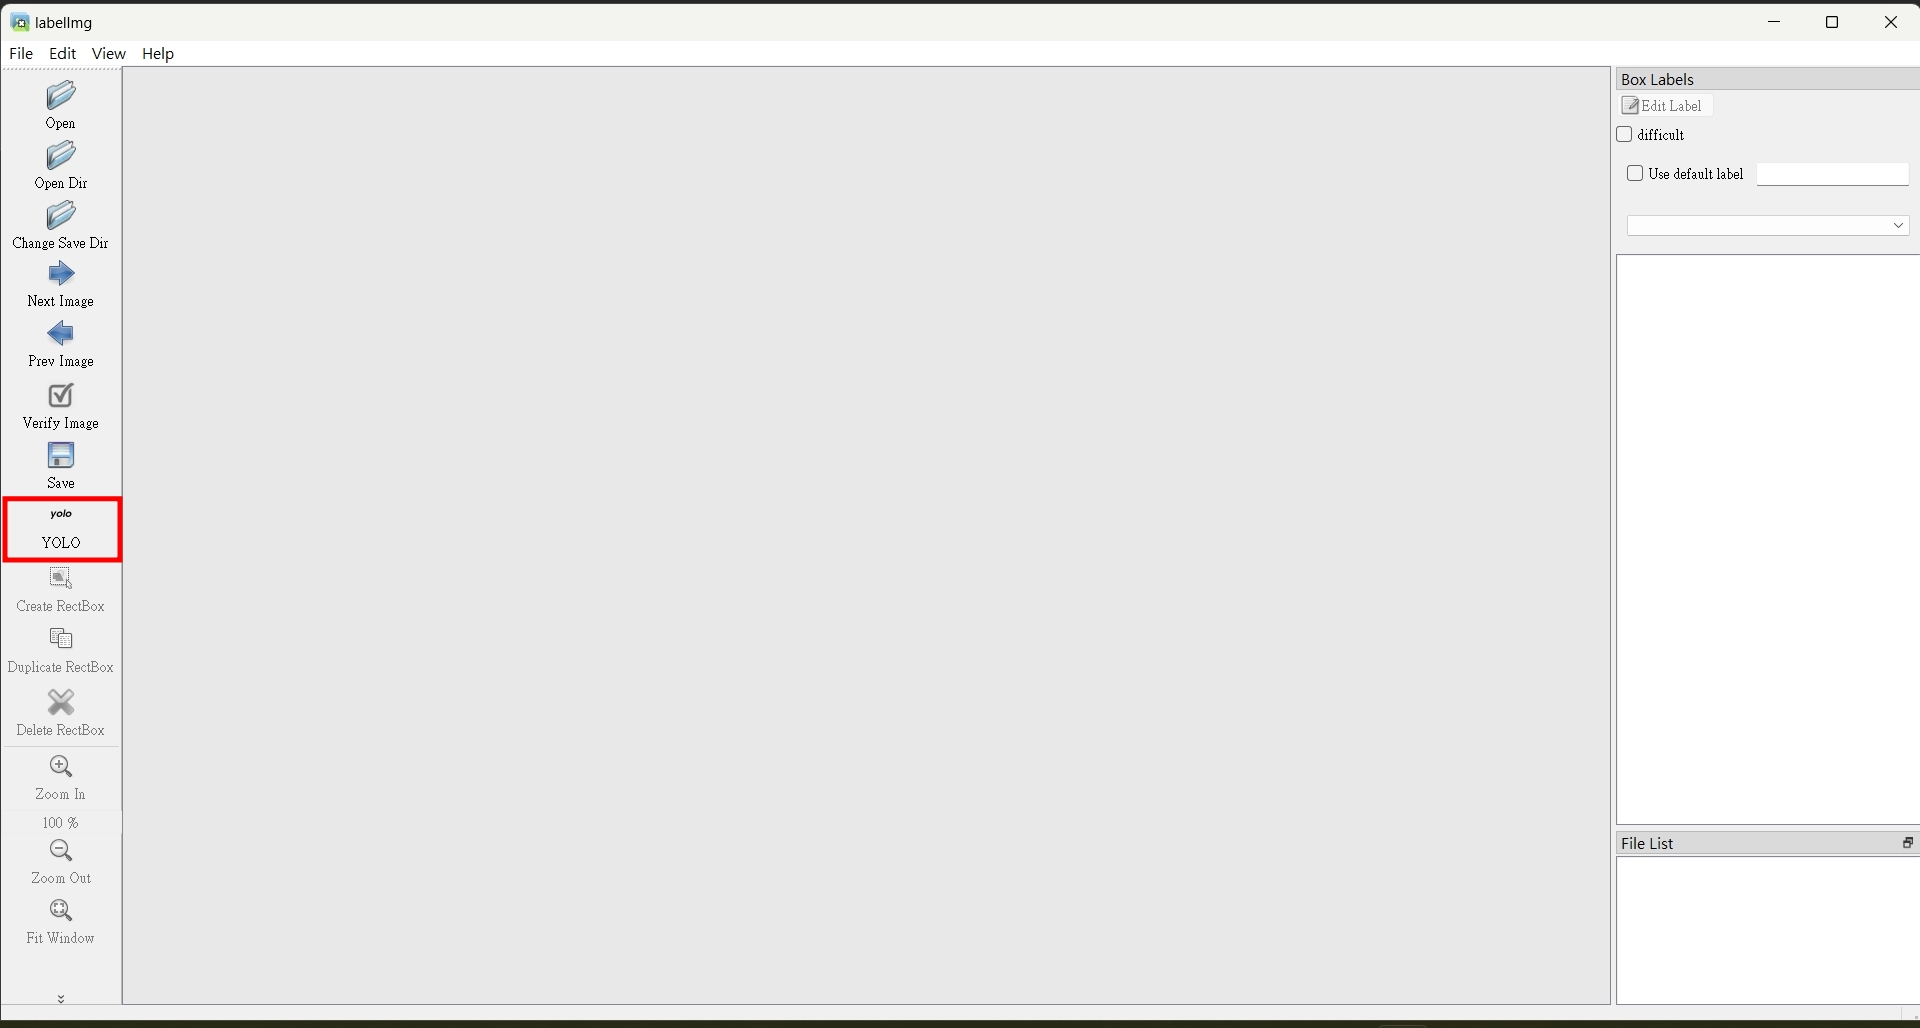 labelImg
File Edit View Help
Open
Open Dir
Change Save Dir
Next Image
Prev Image
Verify Image
Save
yolo
YOLO
Create RectBox
Duplicate RectBox
Delete RectBox
Zoom In
100 %
Zoom Out
Fit Window
Box Labels
Edit Label
difficult
Use default label
File List